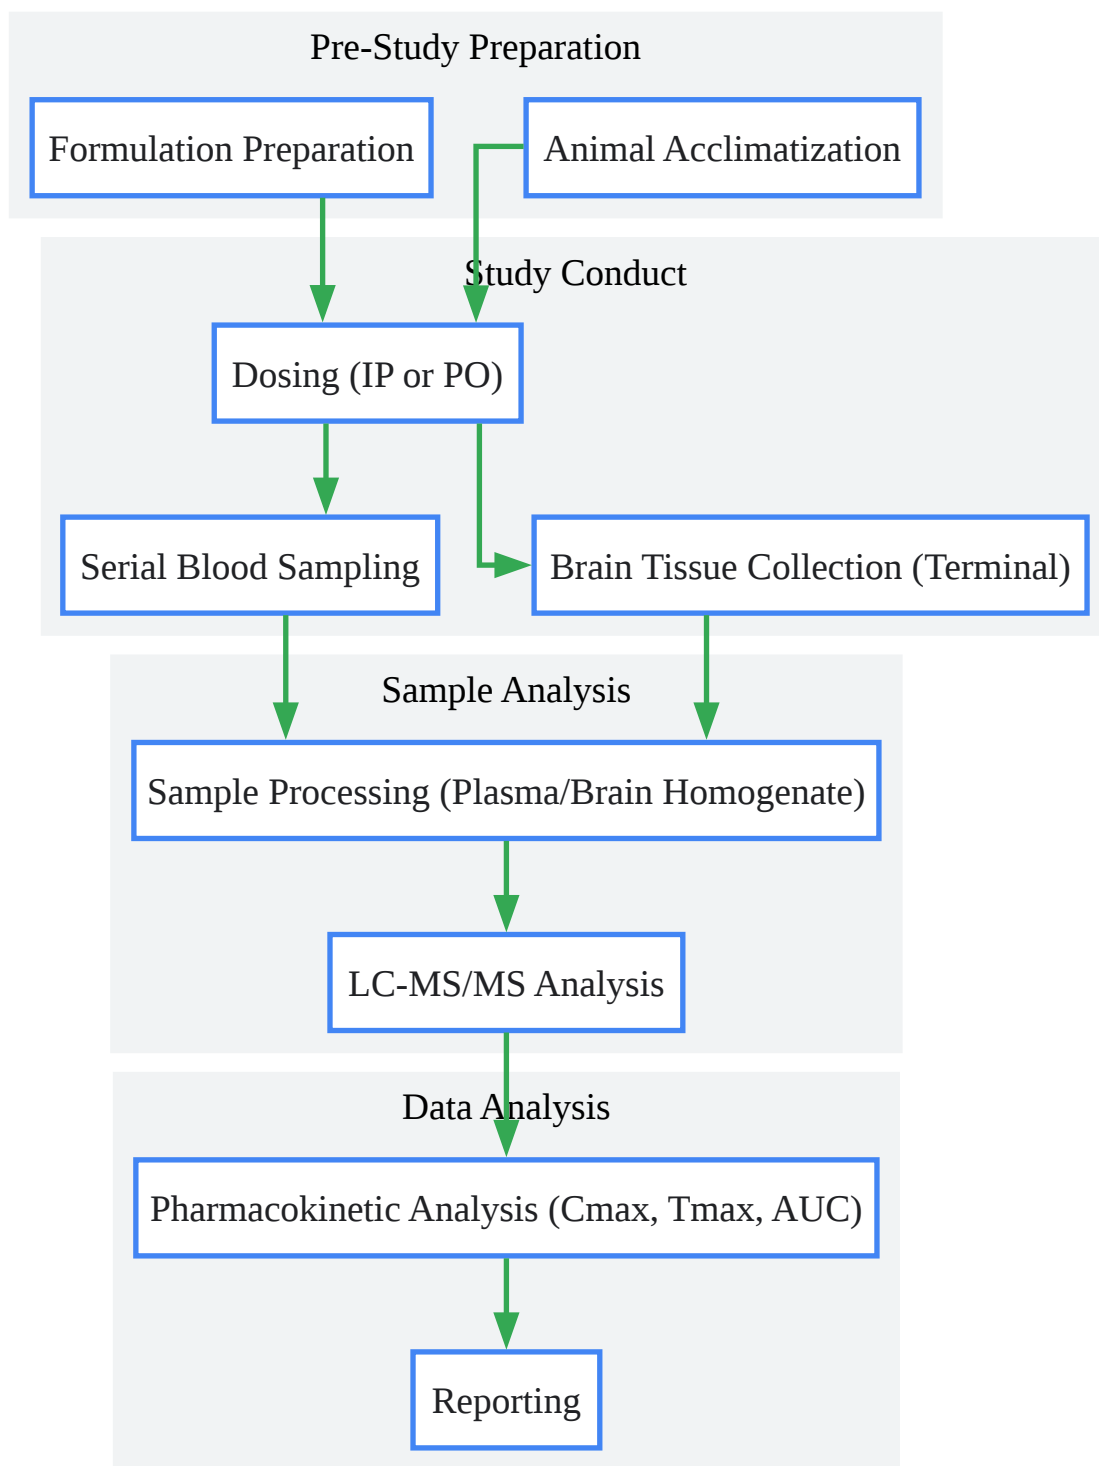 Pre-Study Preparation
Formulation Preparation
Animal Acclimatization
Study Conduct
Dosing (IP or PO)
Serial Blood Sampling
Brain Tissue Collection (Terminal)
Sample Analysis
Sample Processing (Plasma/Brain Homogenate)
LC-MS/MS Analysis
Data Analysis
Pharmacokinetic Analysis (Cmax, Tmax, AUC)
Reporting